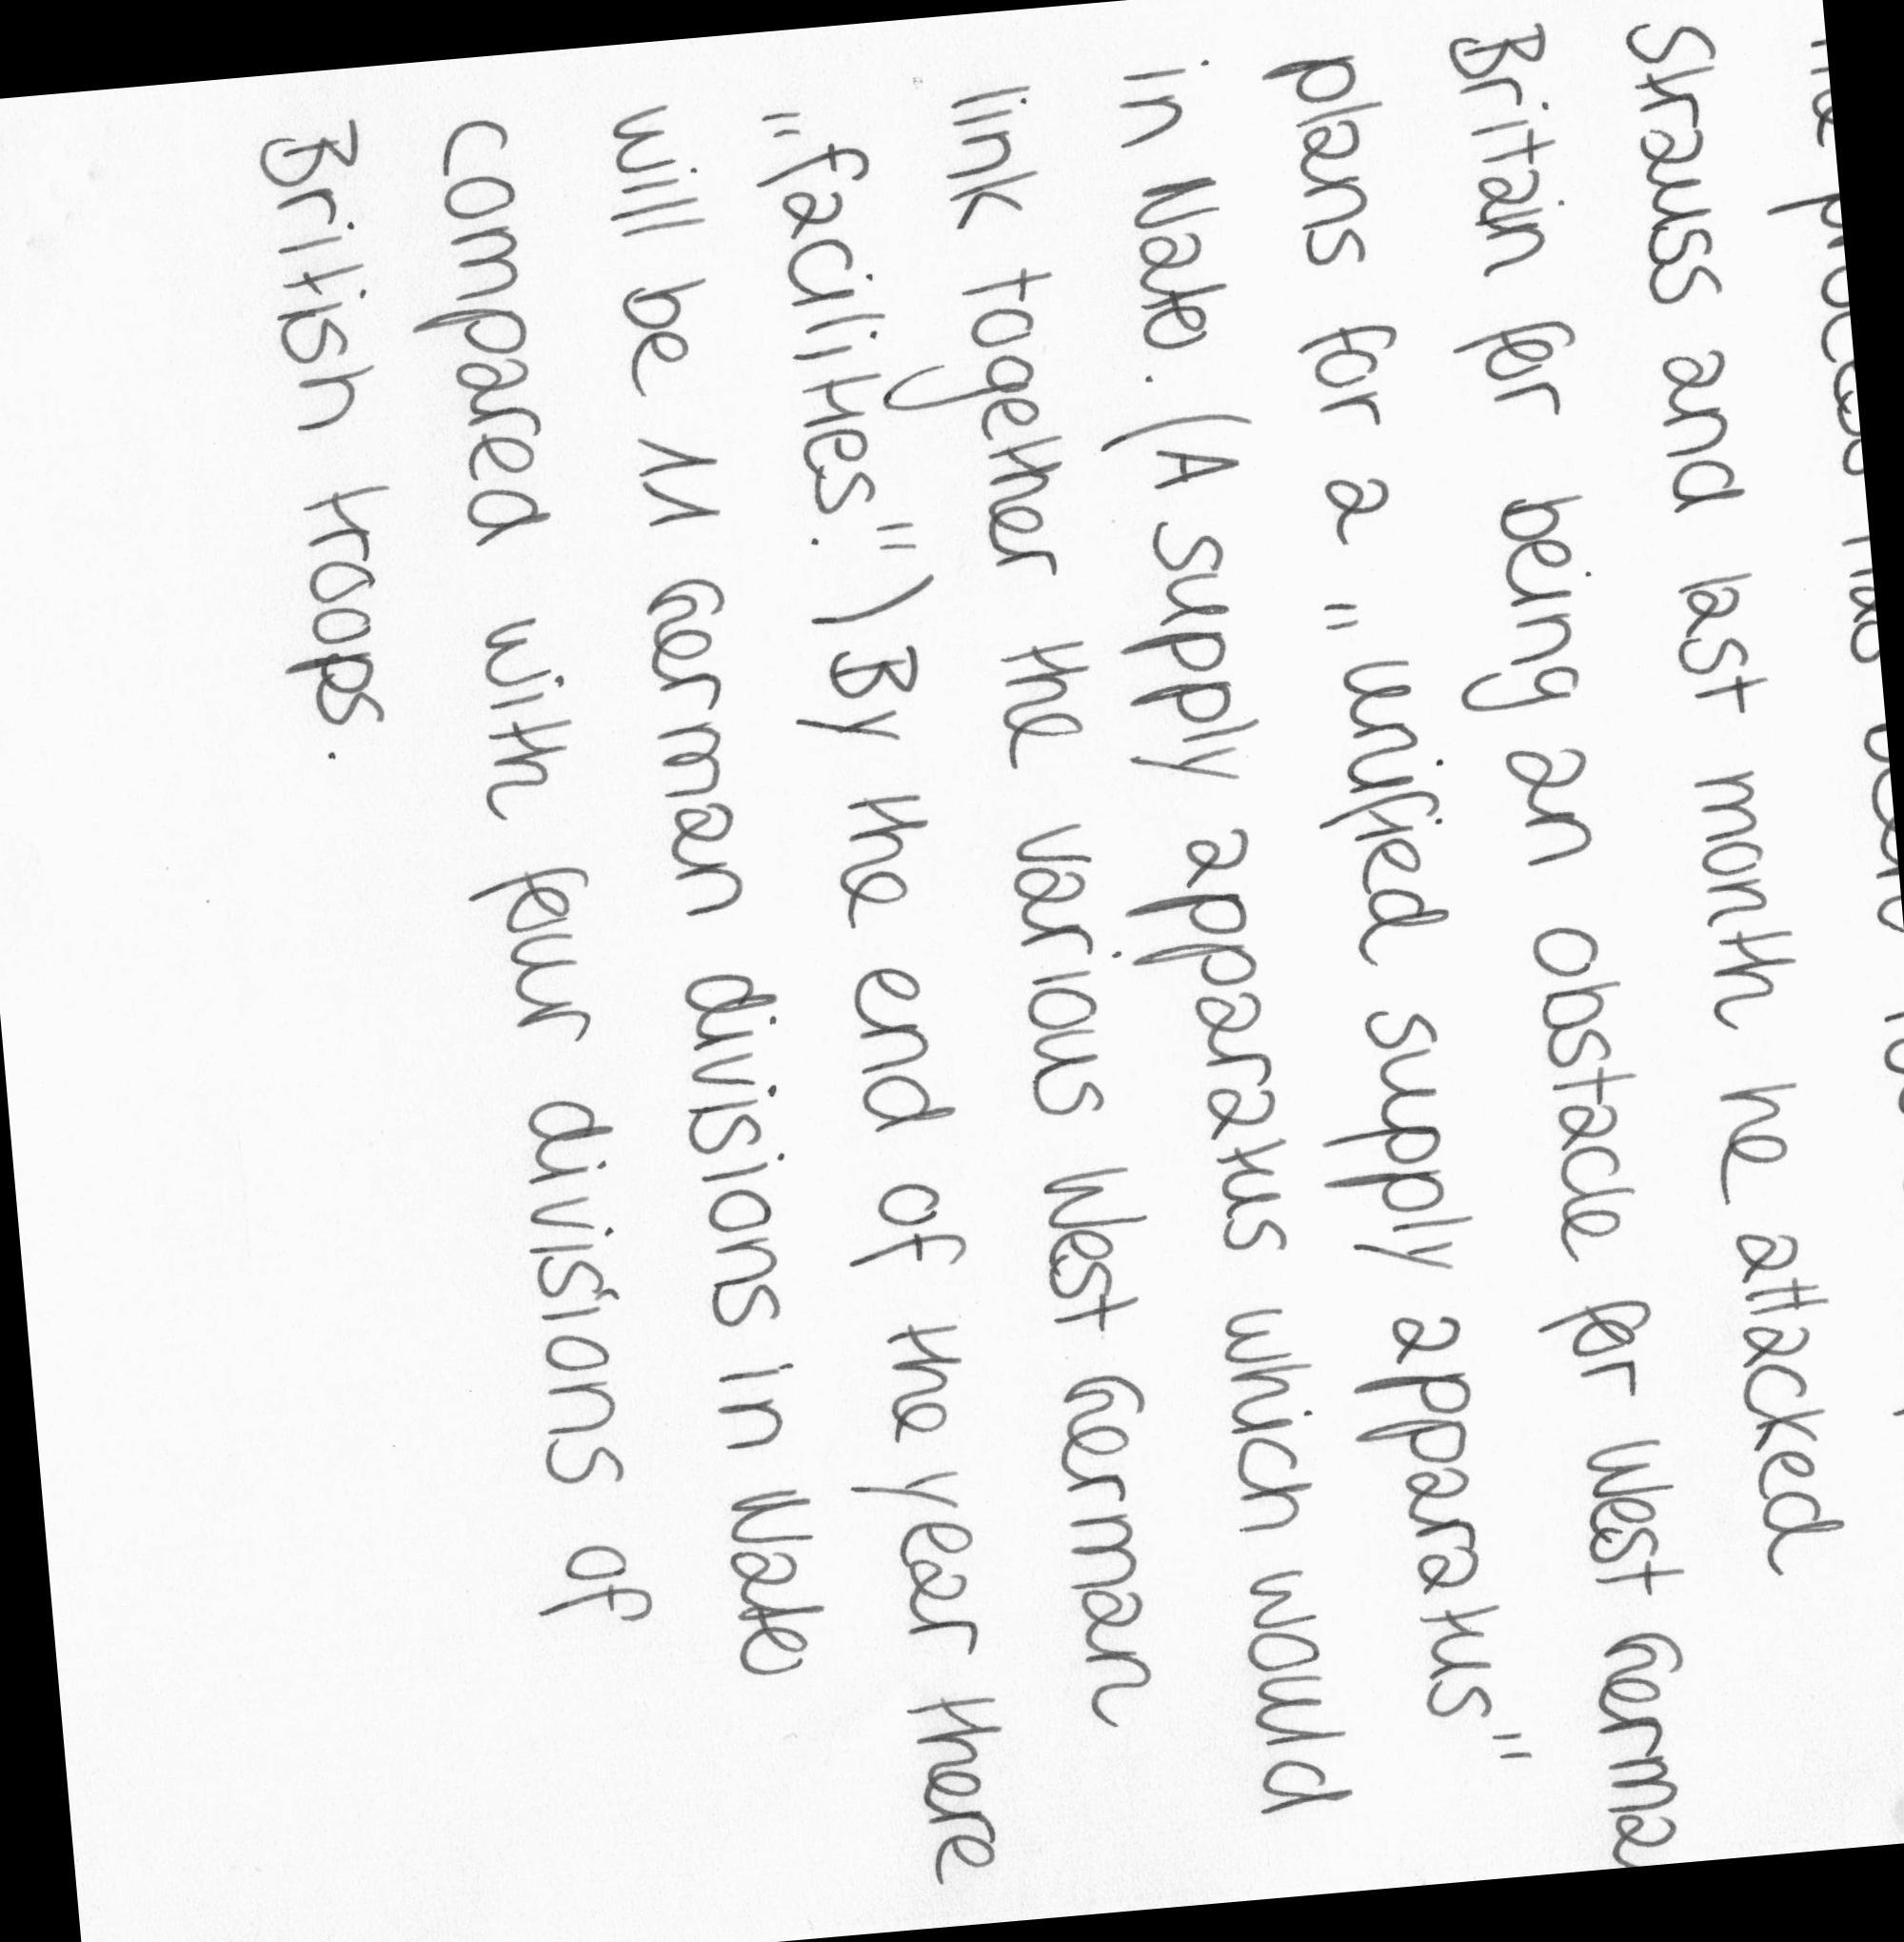 Strauss and last month he attacked
Britain for being an obstacle for West Germa
plans for a "unified supply apparatus"
in Nato. (A supply apparatus which would
link together the various West German
"facilities.") By the end of the year there
will be 11 German divisions in Nato
compared with four divisions of
British troops.